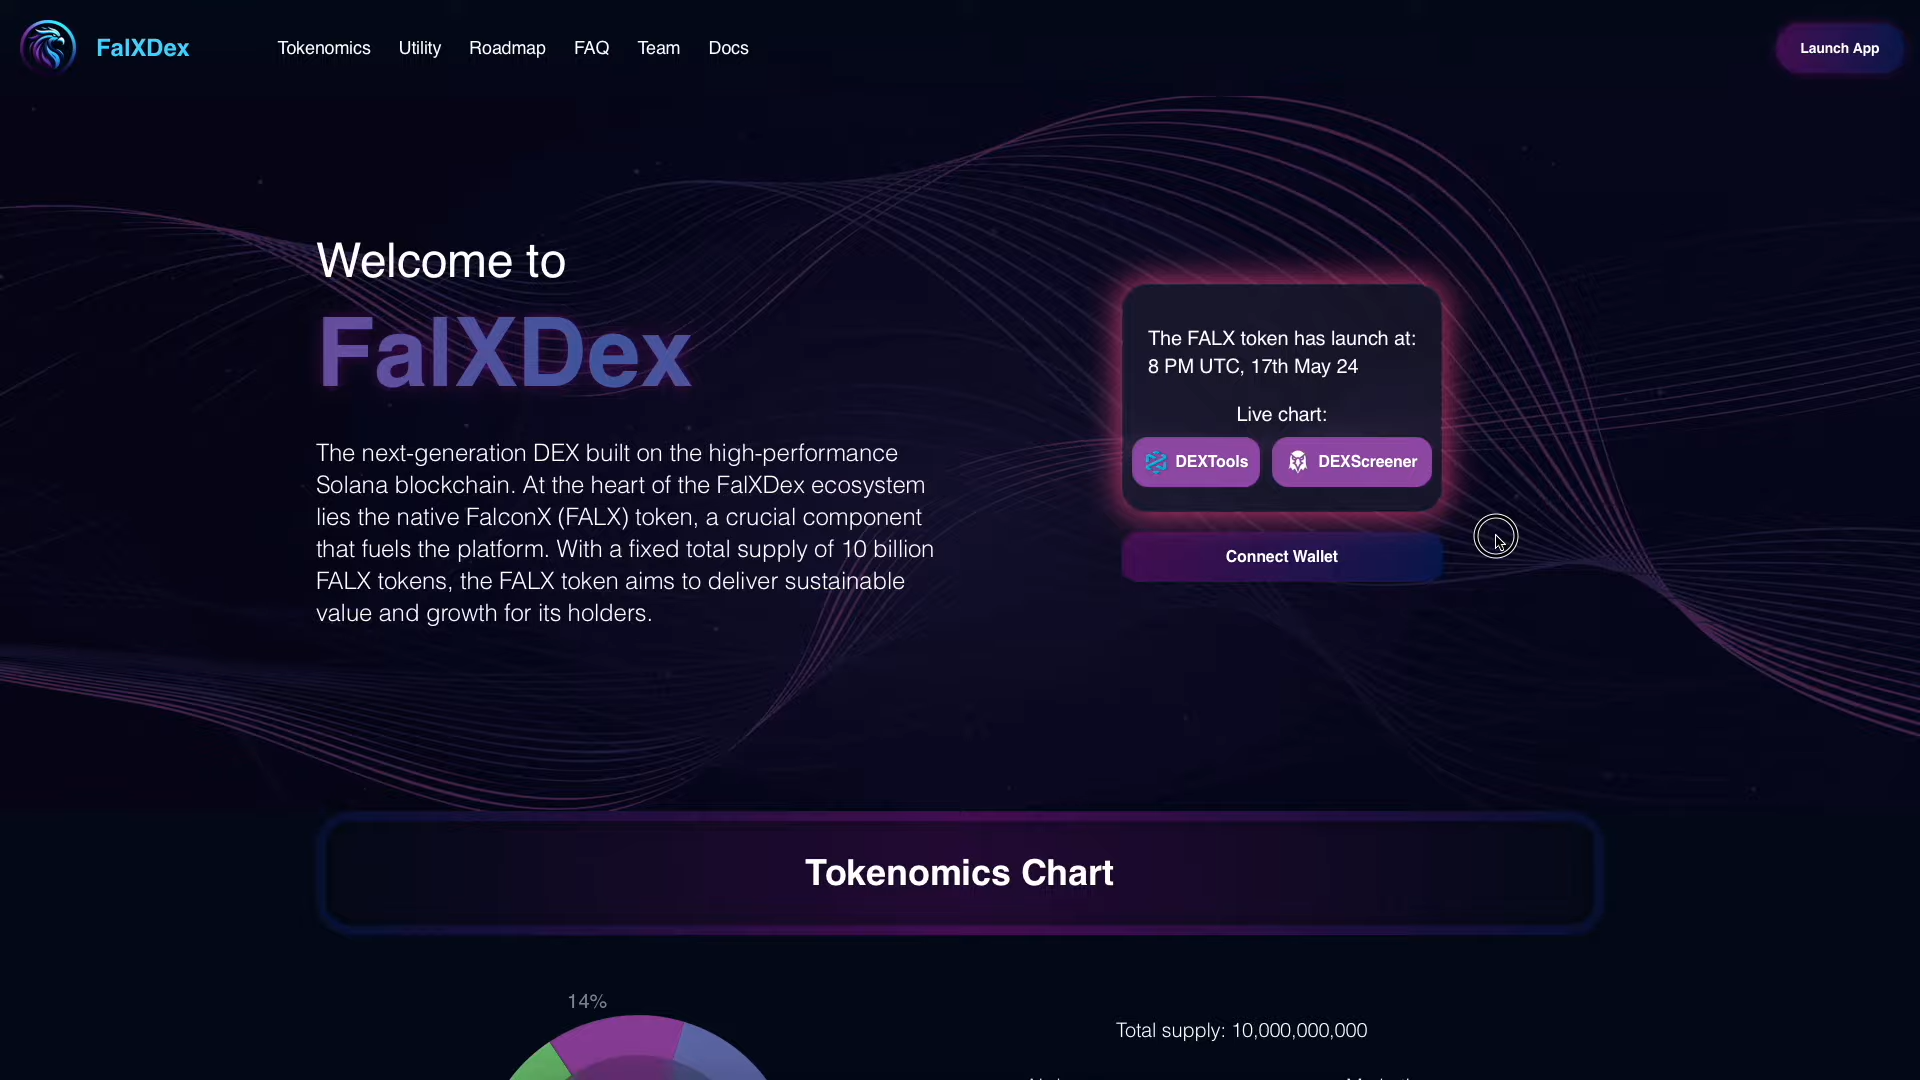 FalXDex
Tokenomics
Utility
Roadmap
FAQ
Team
Docs
Launch App
Welcome to
FalXDex
The next-generation DEX built on the high-performance
Solana blockchain. At the heart of the FalXDex ecosystem
lies the native FalconX (FALX) token, a crucial component
that fuels the platform. With a fixed total supply of 10 billion
FALX tokens, the FALX token aims to deliver sustainable
value and growth for its holders.
The FALX token has launch at:
8 PM UTC, 17th May 24
Live chart:
DEXTools
DEXScreener
Connect Wallet
Tokenomics Chart
14%
Total supply: 10,000,000,000